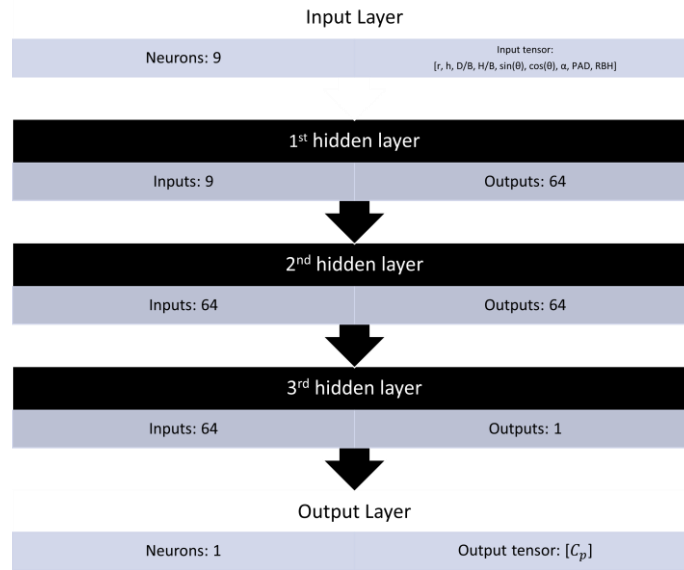 Input Layer
Neurons: 9
Input tensor:
[r, h, D/B, H/B, sin(θ), cos(θ), α, PAD, RBH]
1st hidden layer
Inputs: 9
Outputs: 64
2nd hidden layer
Inputs: 64
Outputs: 64
3rd hidden layer
Inputs: 64
Outputs: 1
Output Layer
Neurons: 1
Output tensor: [Cₚ]